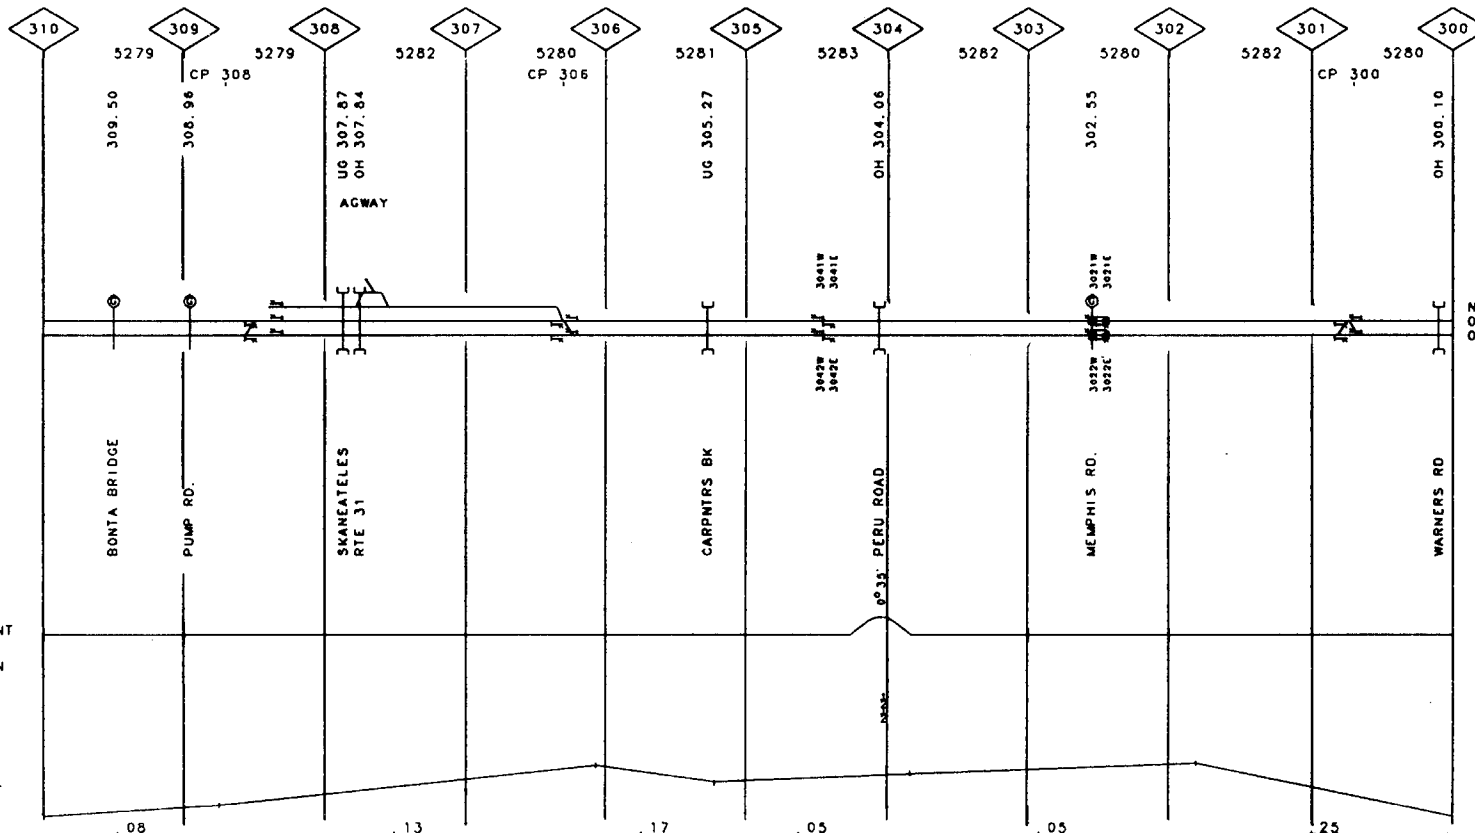 310 309 308 307 306 305 304 303 302 301 300
5279 5279 5282 5280 5281 5283 5282 5280 5282 5280
CP 308 CP 306 CP 300
309.50
308.96
UG 307.87
OH 307.84
UG 305.27
OH 304.06
302.55
OH 300.10
AGWAY
3041W
3041E
3021W
3021E
G G G
N
O
O
3042W
3042E
3022W
3022E
BONTA BRIDGE
PUMP RD.
SKANEATELES
RTE 31
CARPNTRS BK
PERU ROAD
MEMPHIS RD.
WARNERS RD
0°35'
NT
N
.08 .13 .17 .05 .05 .25